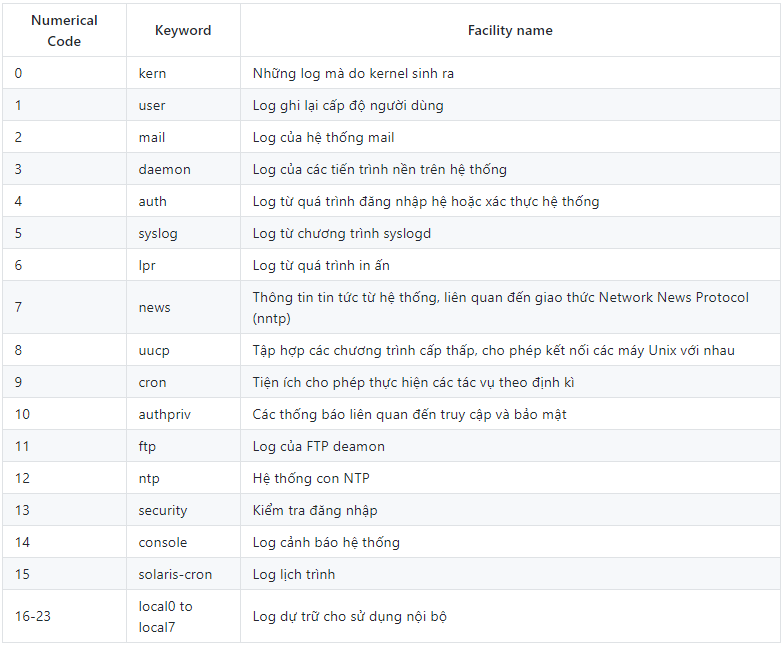 Numerical
Code
Keyword
Facility name
0
kern
Những log mà do kernel sinh ra
1
user
Log ghi lại cấp độ người dùng
2
mail
Log của hệ thống mail
3
daemon
Log của các tiến trình nền trên hệ thống
4
auth
Log từ quá trình đăng nhập hệ hoặc xác thực hệ thống
5
syslog
Log từ chương trình syslogd
6
lpr
Log từ quá trình in ấn
7
news
Thông tin tin tức từ hệ thống, liên quan đến giao thức Network News Protocol
(nntp)
8
uucp
Tập hợp các chương trình cấp thấp, cho phép kết nối các máy Unix với nhau
9
cron
Tiện ích cho phép thực hiện các tác vụ theo định kì
10
authpriv
Các thống báo liên quan đến truy cập và bảo mật
11
ftp
Log của FTP deamon
12
ntp
Hệ thống con NTP
13
security
Kiểm tra đăng nhập
14
console
Log cảnh báo hệ thống
15
solaris-cron
Log lịch trình
16-23
local0 to
local7
Log dự trữ cho sử dụng nội bộ